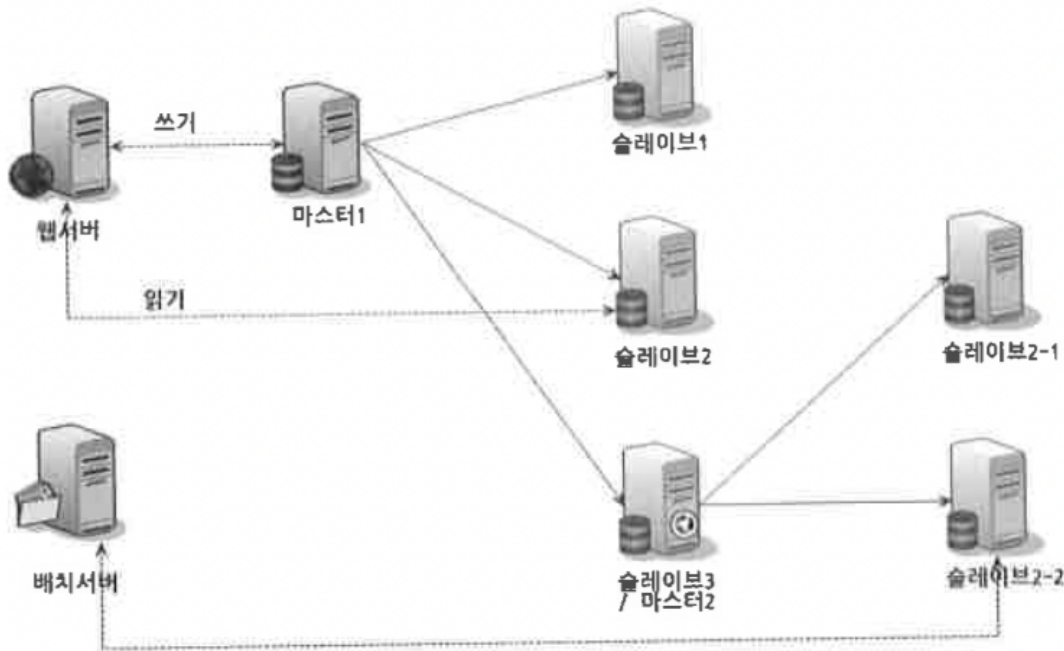 슬레이브1
쓰기
웹서버
마스터1
읽기
슬레이브2
슬레이브2-1
배치서버
슬레이브3
/ 마스터2
슬레이브2-2